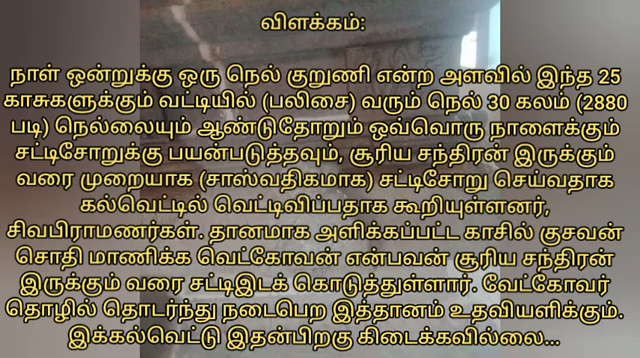 விளக்கம்:
நாள் ஒன்றுக்கு ஒரு நெல் குறுணி என்ற அளவில் இந்த 25
காசுகளுக்கும் வட்டியில் (பலிசை) வரும் நெல் 30 கலம் (2880
படி) நெல்லையும் ஆண்டுதோறும் ஒவ்வொரு நாளைக்கும்
சட்டிசோறுக்கு பயன்படுத்தவும், சூரிய சந்திரன் இருக்கும்
வரை முறையாக (சாஸ்வதிகமாக) சட்டிசோறு செய்வதாக
கல்வெட்டில் வெட்டிவிப்பதாக கூறியுள்ளனர்,
சிவபிராமணர்கள். தானமாக அளிக்கப்பட்ட காசில் குசவன்
சொதி மாணிக்க வெட்கோவன் என்பவன் சூரிய சந்திரன்
இருக்கும் வரை சட்டிஇடக் கொடுத்துள்ளார். வேட்கோவர்
தொழில் தொடர்ந்து நடைபெற இத்தானம் உதவியளிக்கும்.
இக்கல்வெட்டு இதன்பிறகு கிடைக்கவில்லை...